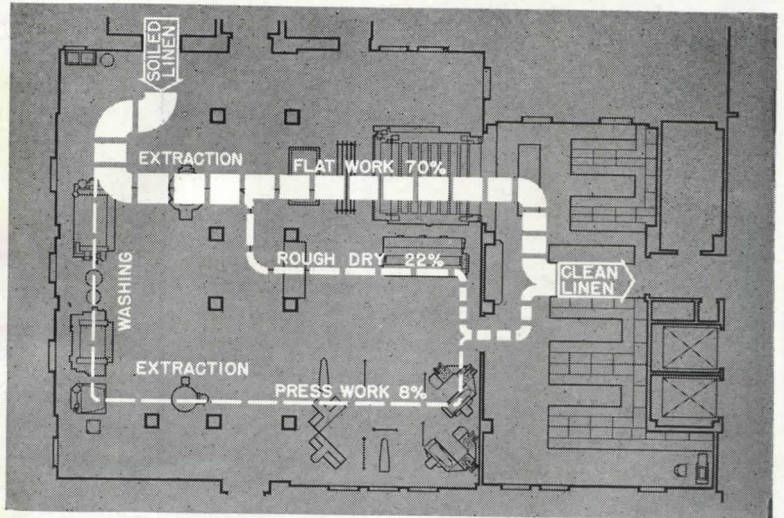 SOILED
LINEN
EXTRACTION
FLAT WORK 70%
ROUGH DRY 22%
CLEAN
LINEN
WASHING
EXTRACTION
PRESS WORK 8%